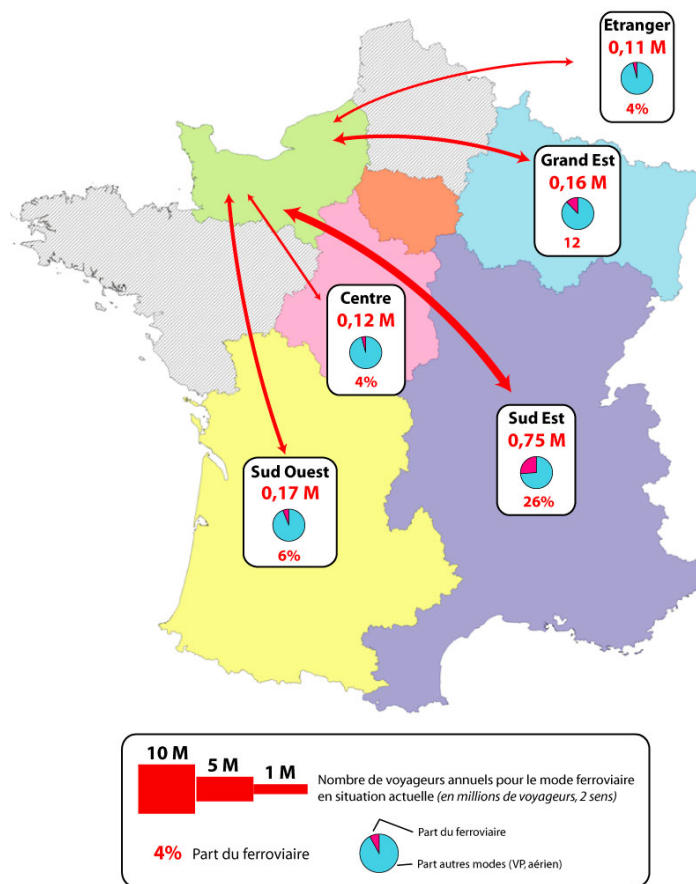 Etranger
0,11 M
4%
Grand Est
0,16 M
12
Centre
0,12 M
4%
Sud Est
0,75 M
26%
Sud Ouest
0,17 M
6%
10 M
5 M
1 M
Nombre de voyageurs annuels pour le mode ferroviaire
en situation actuelle (en millions de voyageurs, 2 sens)
4% Part du ferroviaire
Part du ferroviaire
Part autres modes (VP, aérien)